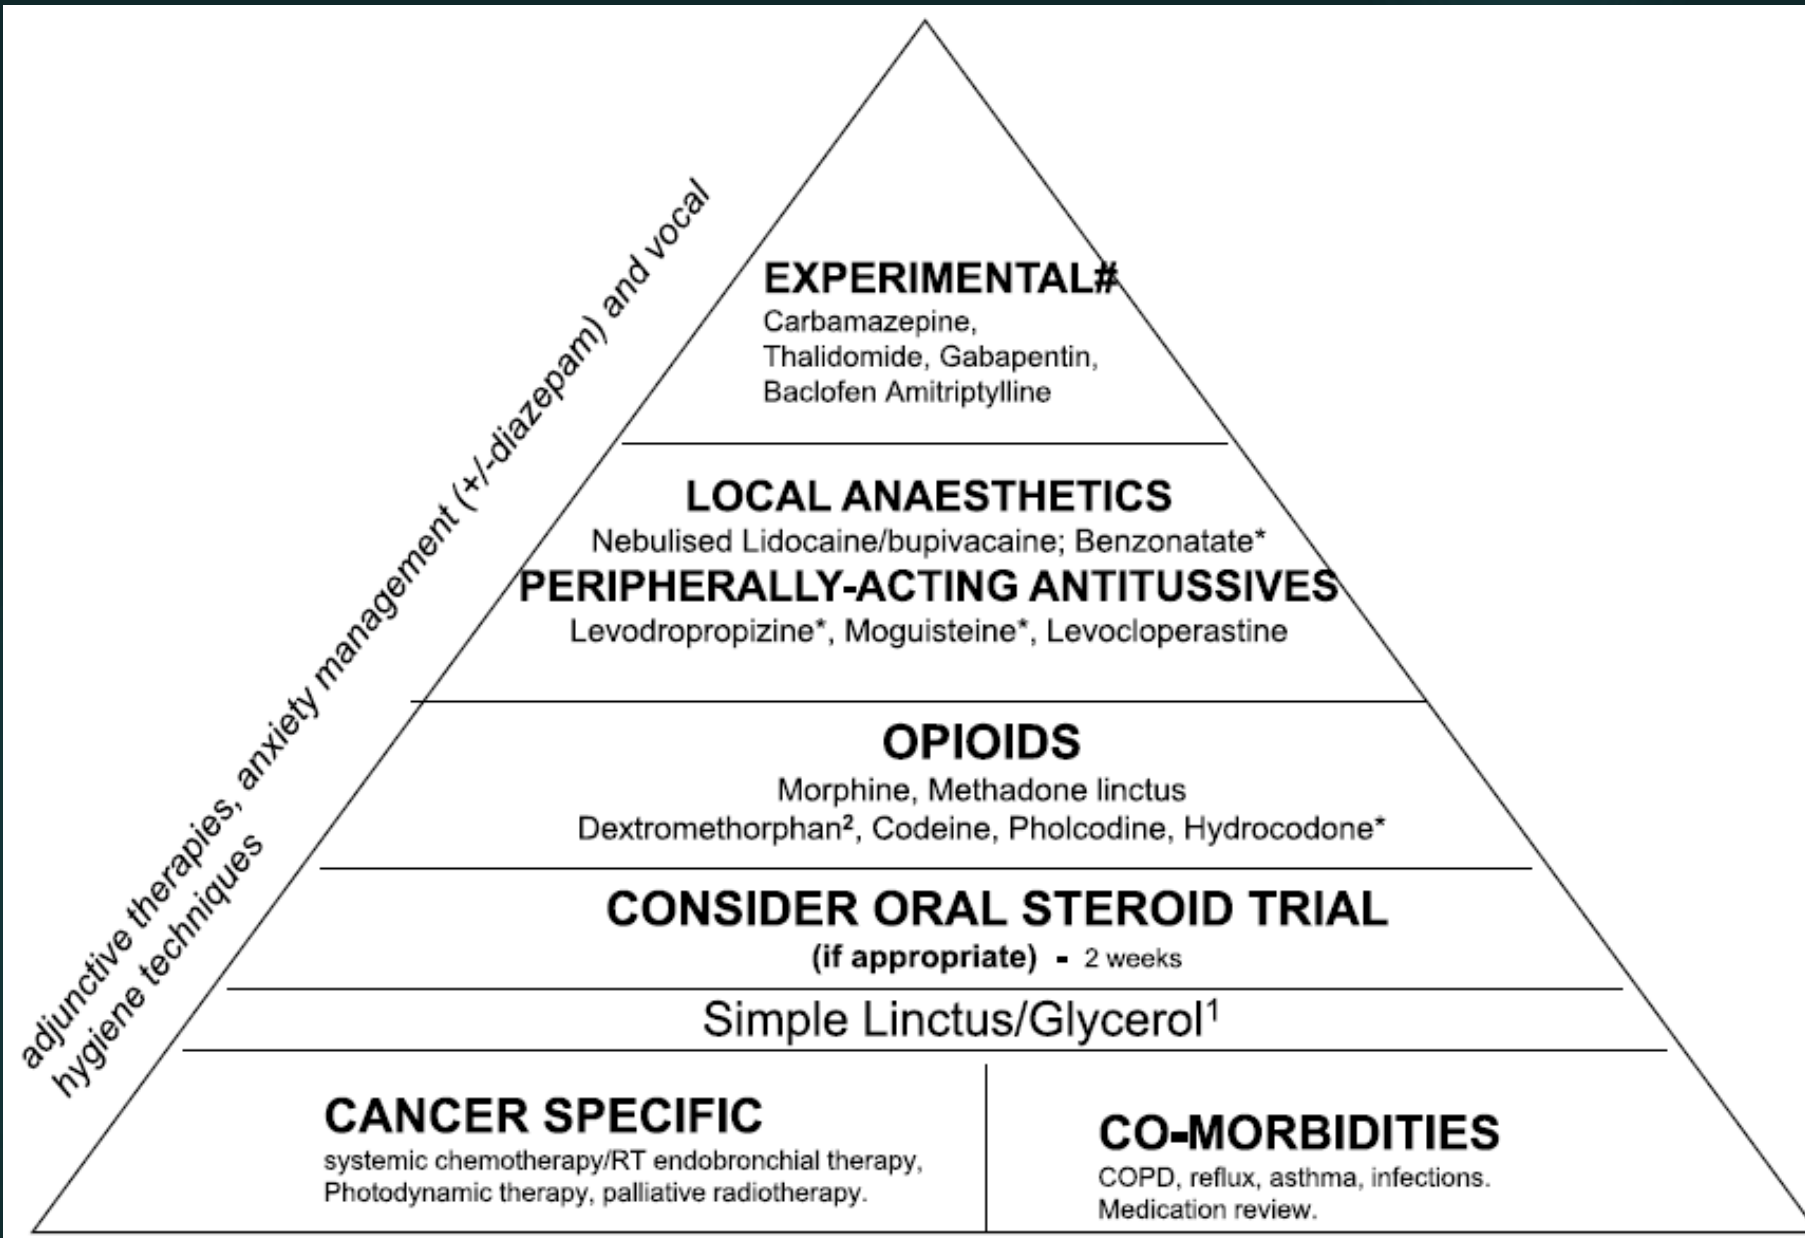 EXPERIMENTAL#
Carbamazepine,
Thalidomide, Gabapentin,
Baclofen Amitriptylline
LOCAL ANAESTHETICS
Nebulised Lidocaine/bupivacaine; Benzonatate*
PERIPHERALLY-ACTING ANTITUSSIVES
Levodropropizine*, Moguisteine*, Levocloperastine
OPIOIDS
Morphine, Methadone linctus
Dextromethorphan², Codeine, Pholcodine, Hydrocodone*
CONSIDER ORAL STEROID TRIAL
(if appropriate) - 2 weeks
Simple Linctus/Glycerol¹
CANCER SPECIFIC
systemic chemotherapy/RT endobronchial therapy,
Photodynamic therapy, palliative radiotherapy.
CO-MORBIDITIES
COPD, reflux, asthma, infections.
Medication review.
adjunctive therapies, anxiety management (+/-diazepam) and vocal
hygiene techniques